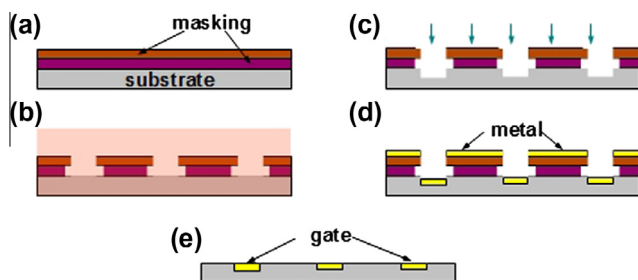 (a)
masking
substrate
(b)
(c)
(d)
metal
(e)
gate